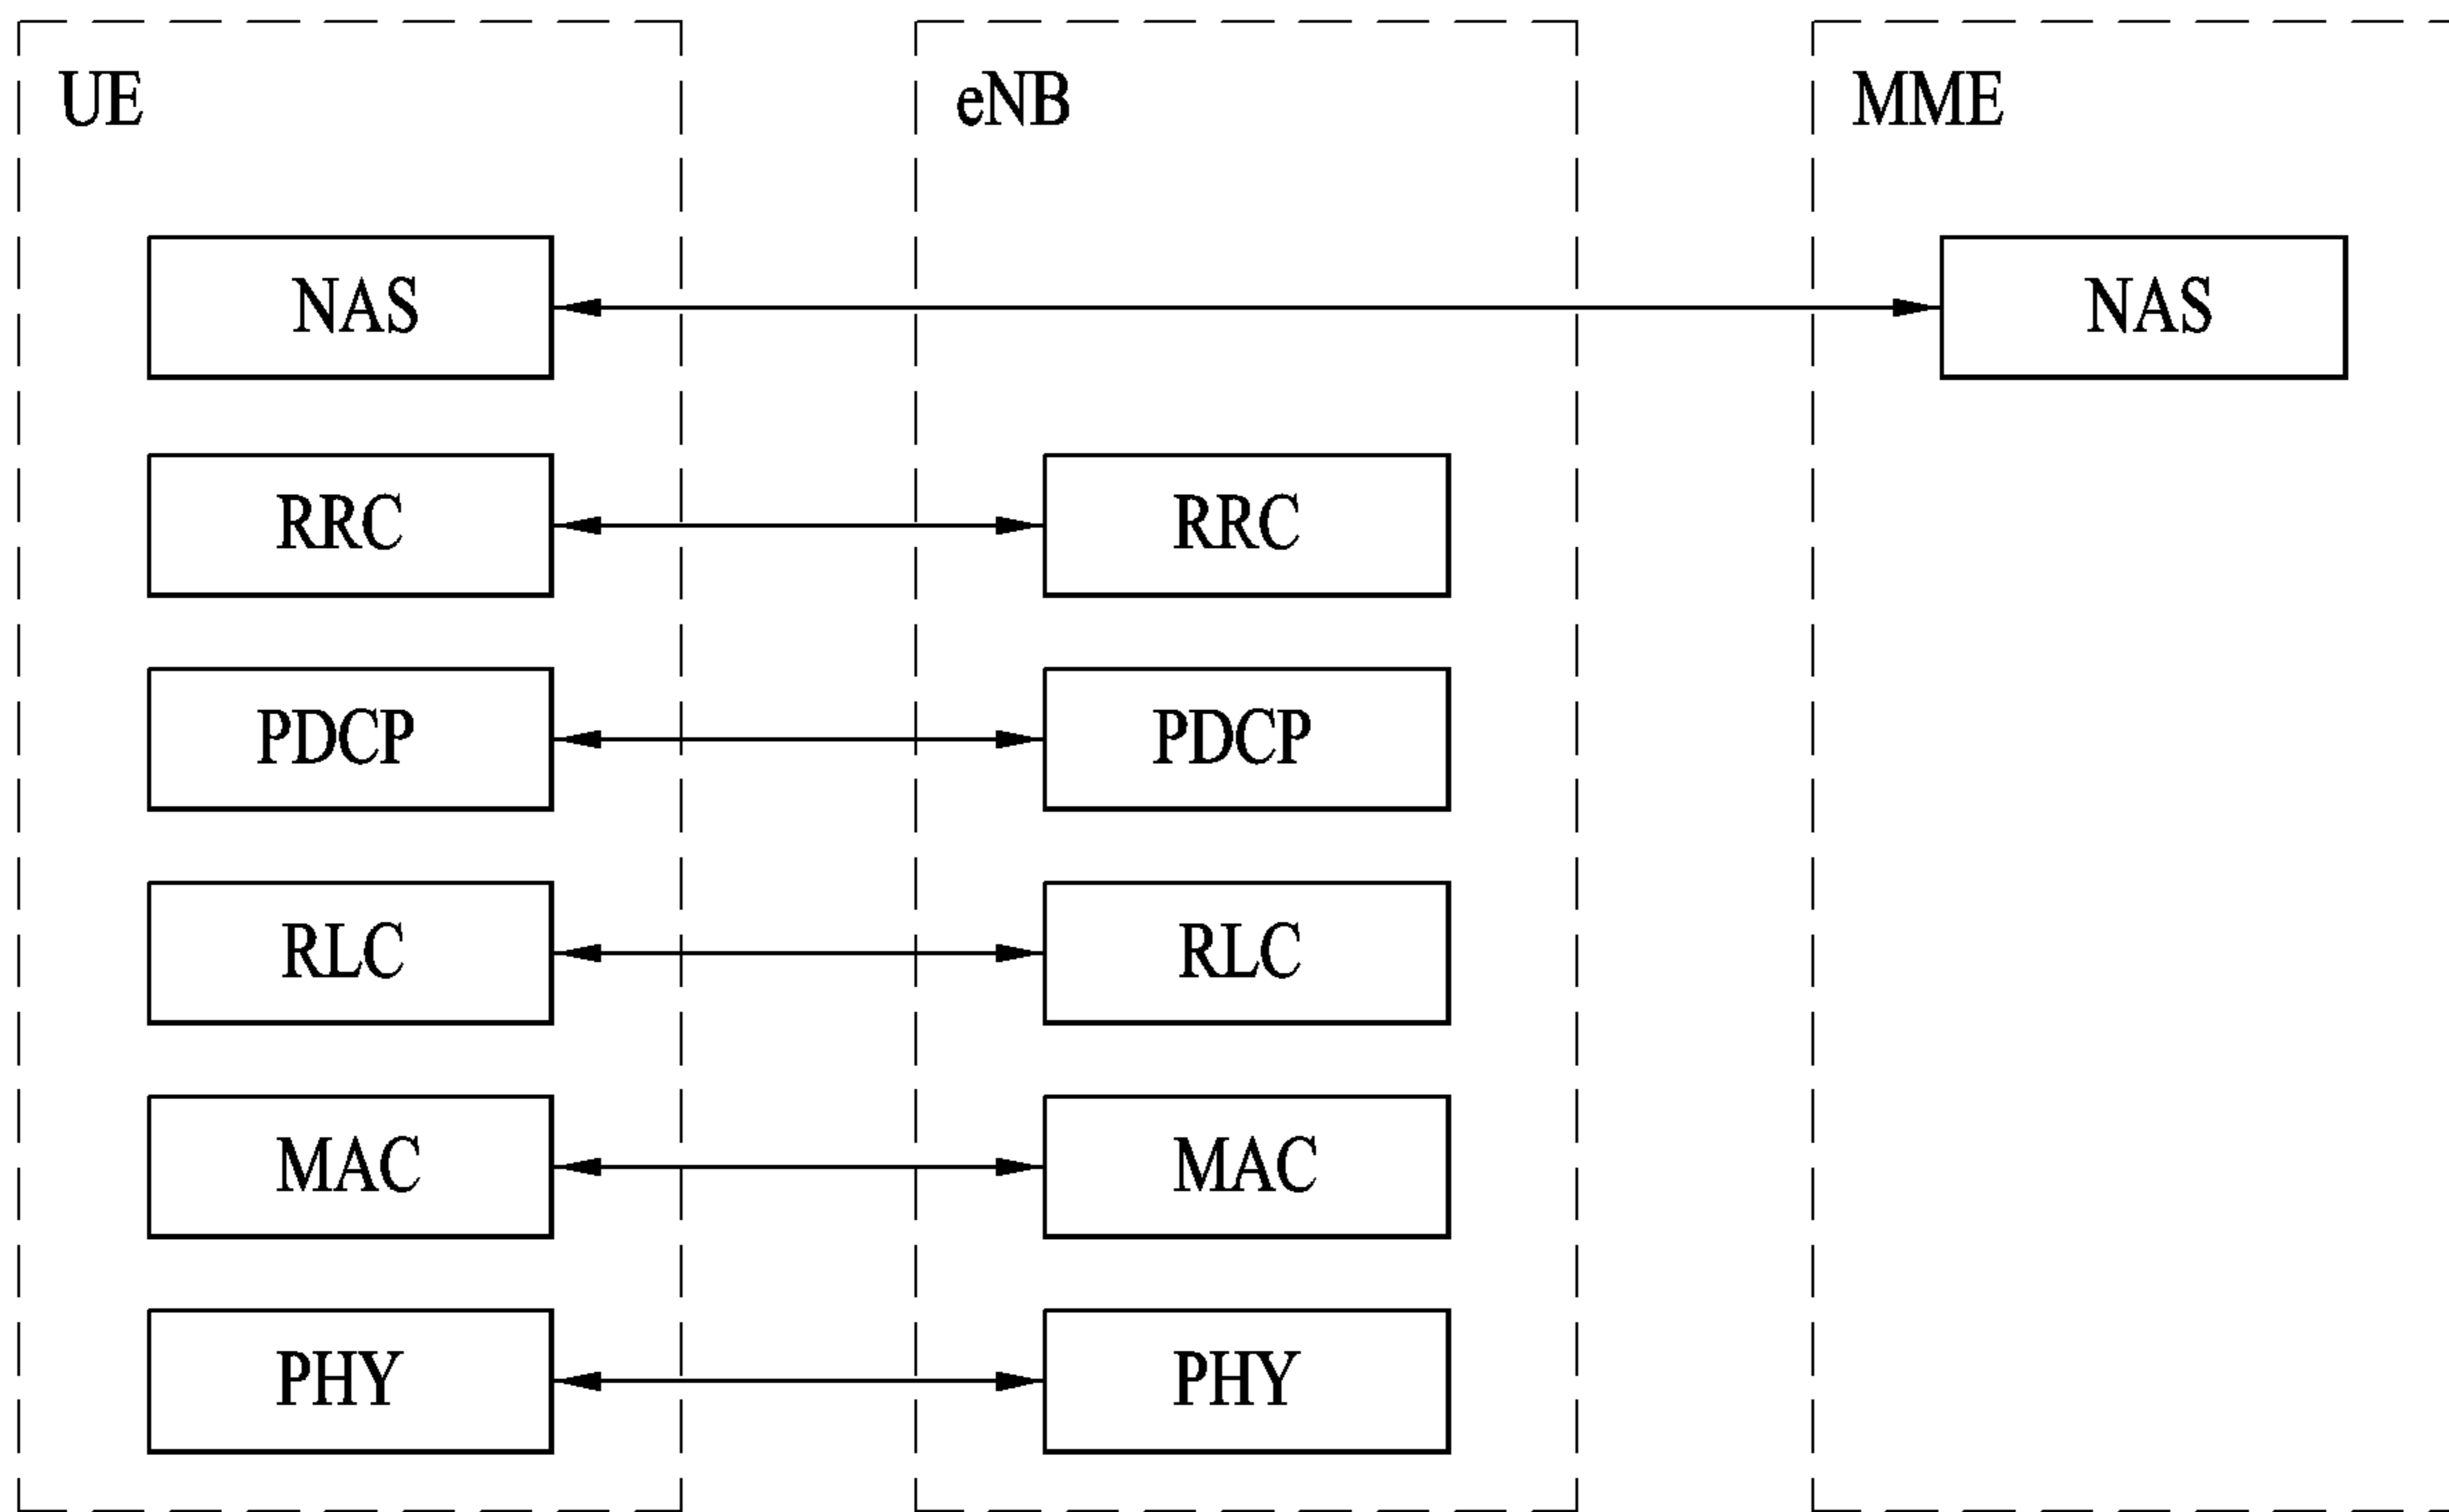 UE eNB MME
NAS NAS
RRC RRC
PDCP PDCP
RLC RLC
MAC MAC
PHY PHY